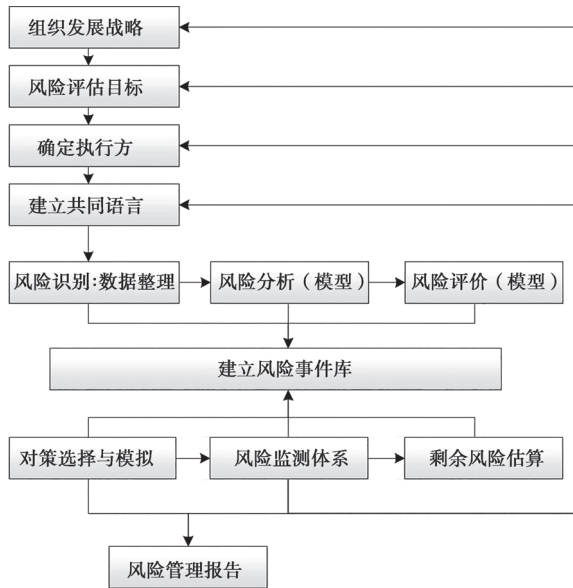 组织发展战略
风险评估目标
确定执行方
建立共同语言
风险识别:数据整理
风险分析（模型）
风险评价（模型）
建立风险事件库
对策选择与模拟
风险监测体系
剩余风险估算
风险管理报告